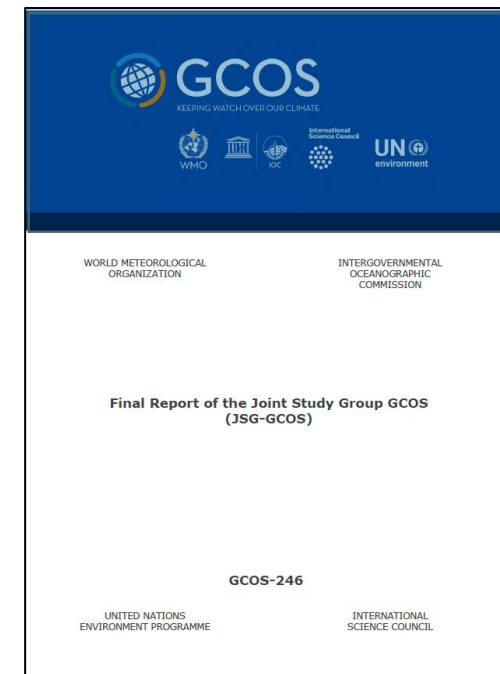 GCOS
KEEPING WATCH OVER OUR CLIMATE
WMO
IOC
International
Science Council
UN
environment
WORLD METEOROLOGICAL
ORGANIZATION
INTERGOVERNMENTAL
OCEANOGRAPHIC
COMMISSION
Final Report of the Joint Study Group GCOS
(JSG-GCOS)
GCOS-246
UNITED NATIONS
ENVIRONMENT PROGRAMME
INTERNATIONAL
SCIENCE COUNCIL